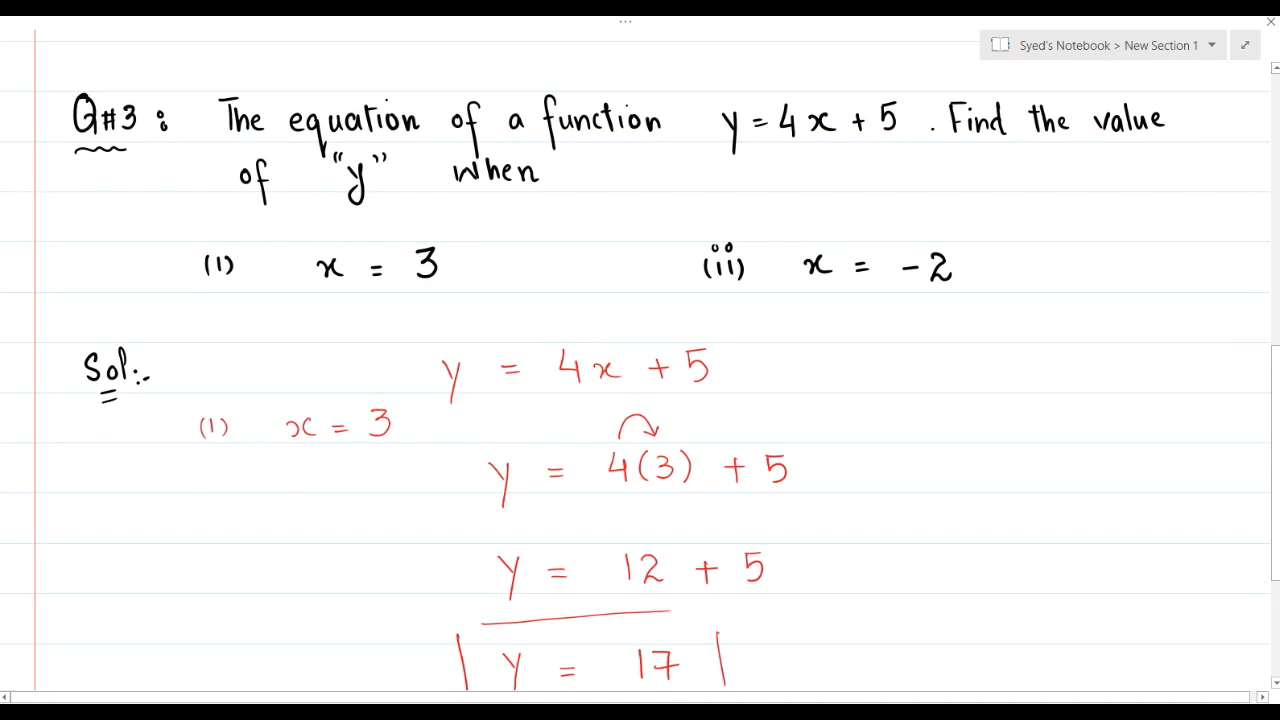 ...
Syed's Notebook > New Section 1
Q#3: The equation of a function y = 4x + 5. Find the value
of "y" when
(i) x = 3 (ii) x = -2
Sol:-
y = 4x + 5
(i) x = 3
y = 4(3) + 5
y = 12 + 5
y = 17